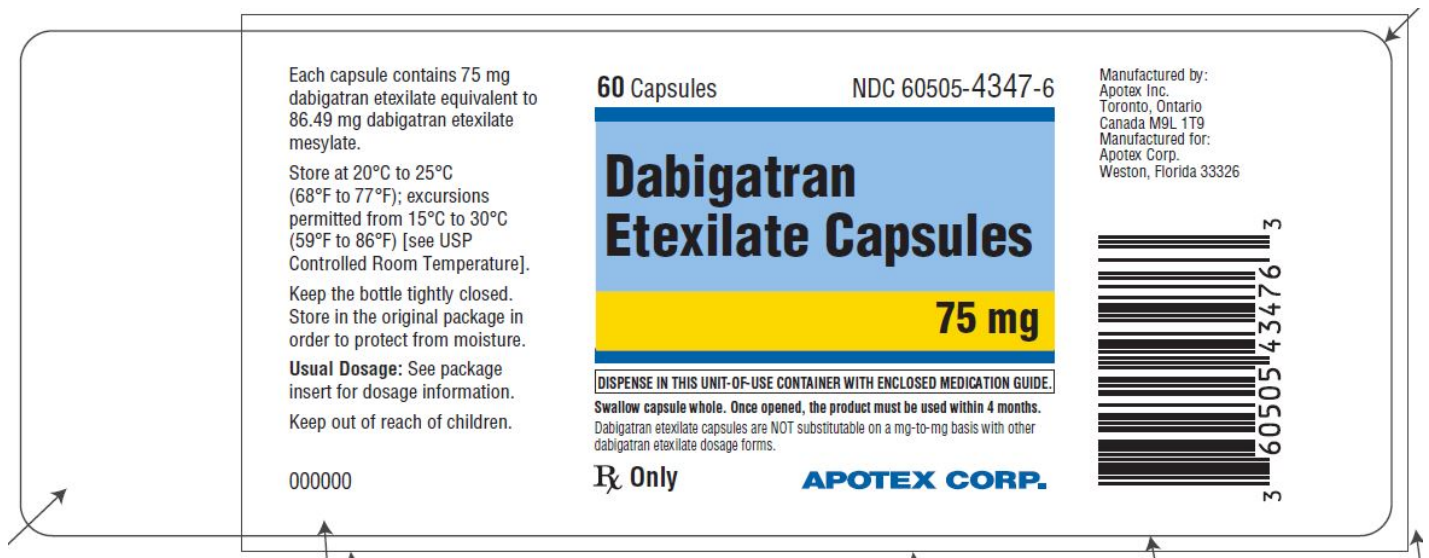 Each capsule contains 75 mg
dabigatran etexilate equivalent to
86.49 mg dabigatran etexilate
mesylate.
Store at 20°C to 25°C
(68°F to 77°F); excursions
permitted from 15°C to 30°C
(59°F to 86°F) [see USP
Controlled Room Temperature].
Keep the bottle tightly closed.
Store in the original package in
order to protect from moisture.
Usual Dosage: See package
insert for dosage information.
Keep out of reach of children.
000000
60 Capsules NDC 60505-4347-6
Dabigatran
Etexilate Capsules
75 mg
DISPENSE IN THIS UNIT-OF-USE CONTAINER WITH ENCLOSED MEDICATION GUIDE.
Swallow capsule whole. Once opened, the product must be used within 4 months.
Dabigatran etexilate capsules are NOT substitutable on a mg-to-mg basis with other
dabigatran etexilate dosage forms.
Rx Only APOTEX CORP.
Manufactured by:
Apotex Inc.
Toronto, Ontario
Canada M9L 1T9
Manufactured for:
Apotex Corp.
Weston, Florida 33326
3 60505 43476 3